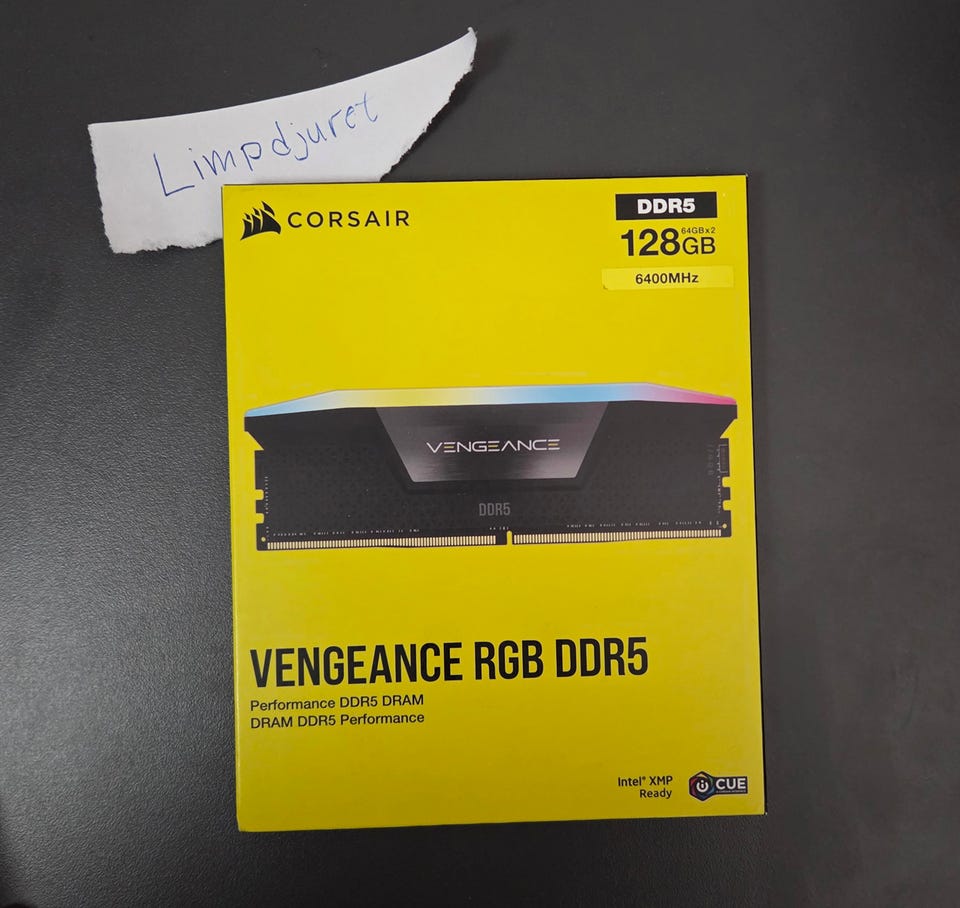 Limpdjuret
CORSAIR
DDR5
128GB
64GBx2
6400MHz
VENGEANCE
DDR5
VENGEANCE RGB DDR5
Performance DDR5 DRAM
DRAM DDR5 Performance
Intel® XMP
Ready
CUE